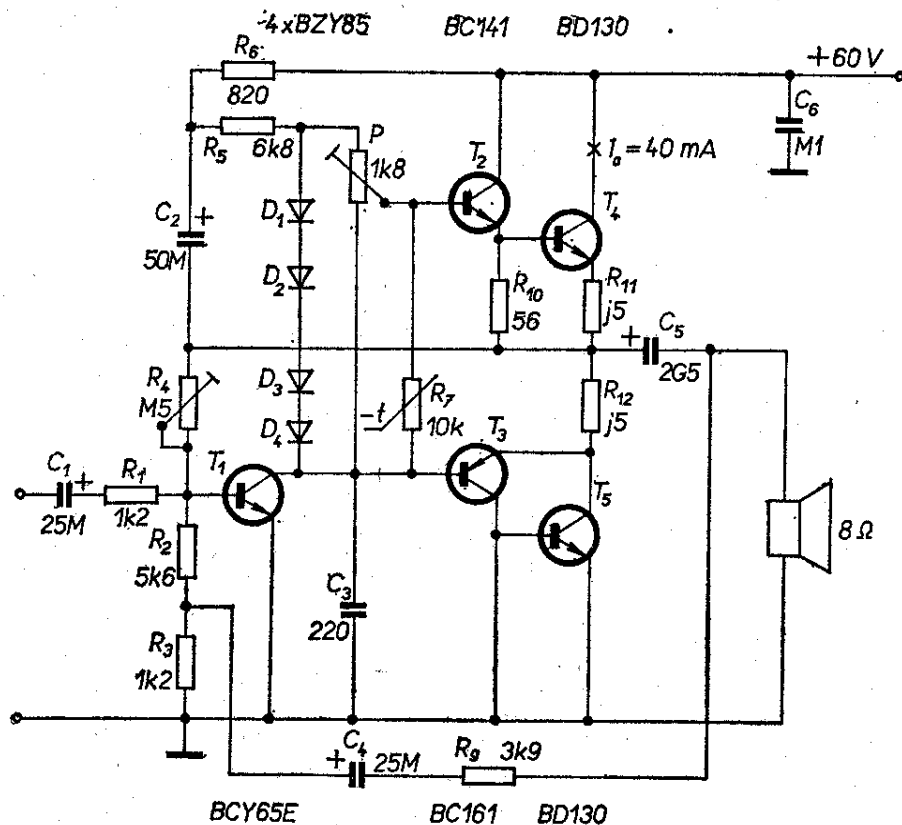 4xBZY85 BC141 BD130
R6
820
+60V
R5 6k8
P
1k8
C6
M1
T2
Ia = 40 mA
T4
C2 +
50M
D1
D2
R10
56
R11
j5
+ C5
2G5
R4
M5
D3
D4
-t
R7
10k
R12
j5
T3
C1 +
25M
R1
1k2
T1
T5
R2
5k6
8 Ω
C3
220
R3
1k2
C4
+ 25M
R9 3k9
BCY65E BC161 BD130